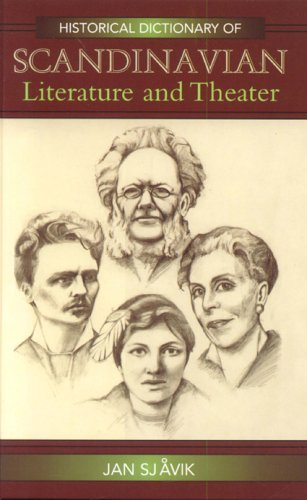 HISTORICAL DICTIONARY OF
SCANDINAVIAN
Literature and Theater
JAN SJÅVIK